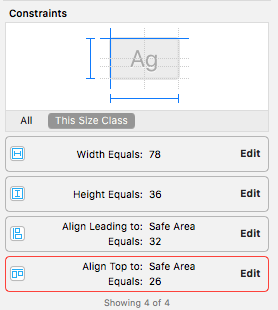 Constraints
Ag
All This Size Class
Width Equals: 78 Edit
Height Equals: 36 Edit
Align Leading to: Safe Area
Equals: 32 Edit
Align Top to: Safe Area
Equals: 26 Edit
Showing 4 of 4